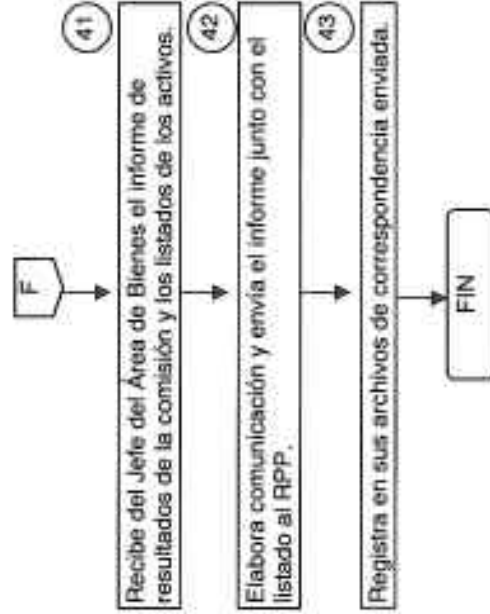 F
41
Recibe del Jefe del Área de Bienes el informe de
resultados de la comisión y los listados de los activos.
42
Elabora comunicación y envía el informe junto con el
listado al RPP.
43
Registra en sus archivos de correspondencia enviada.
FIN